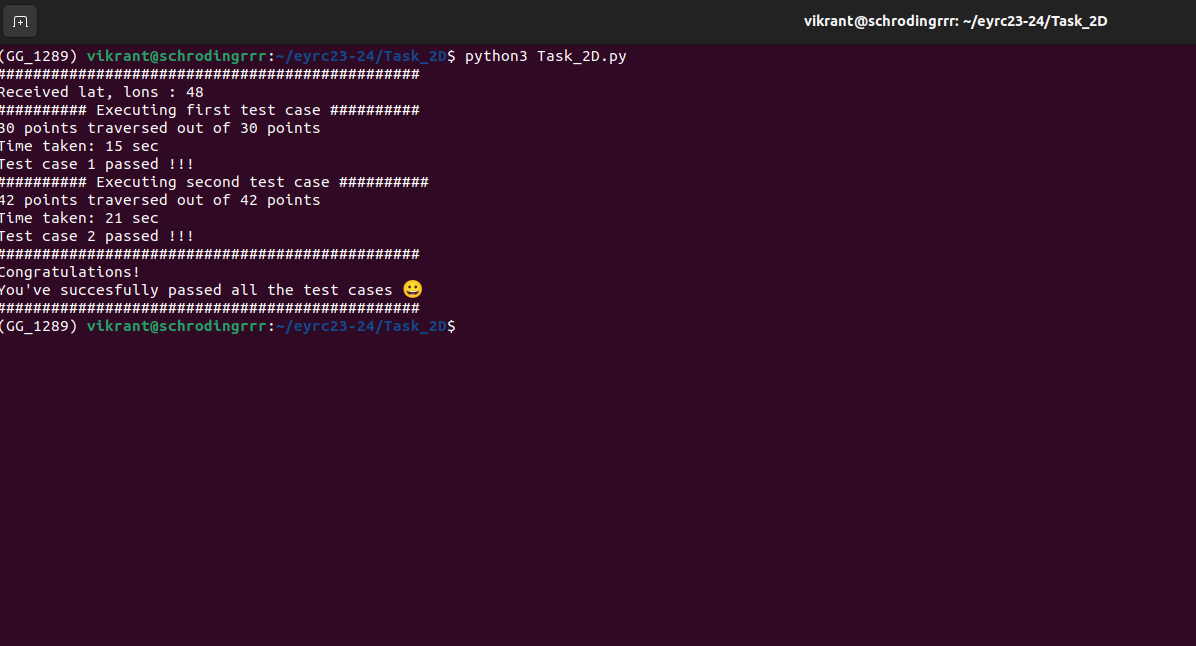 vikrant@schrodingrrr: ~/eyrc23-24/Task_2D
(GG_1289) vikrant@schrodingrrr:~/eyrc23-24/Task_2D$ python3 Task_2D.py
###############################################
Received lat, lons : 48
########## Executing first test case ##########
30 points traversed out of 30 points
Time taken: 15 sec
Test case 1 passed !!!
########## Executing second test case ##########
42 points traversed out of 42 points
Time taken: 21 sec
Test case 2 passed !!!
###############################################
Congratulations!
You've succesfully passed all the test cases 😀
###############################################
(GG_1289) vikrant@schrodingrrr:~/eyrc23-24/Task_2D$